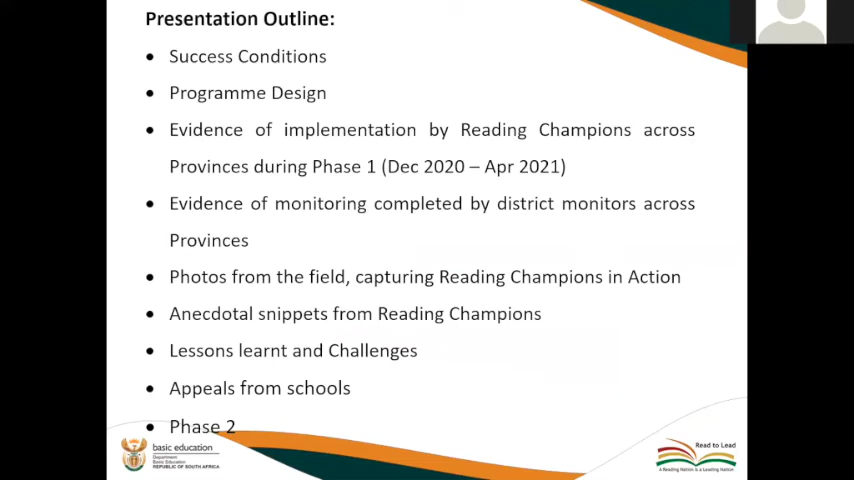 Presentation Outline:
• Success Conditions
• Programme Design
• Evidence of implementation by Reading Champions across
Provinces during Phase 1 (Dec 2020 – Apr 2021)
• Evidence of monitoring completed by district monitors across
Provinces
• Photos from the field, capturing Reading Champions in Action
• Anecdotal snippets from Reading Champions
• Lessons learnt and Challenges
• Appeals from schools
• Phase 2
basic education
Department:
Basic Education
REPUBLIC OF SOUTH AFRICA
Read to Lead
A Reading Nation is a Leading Nation